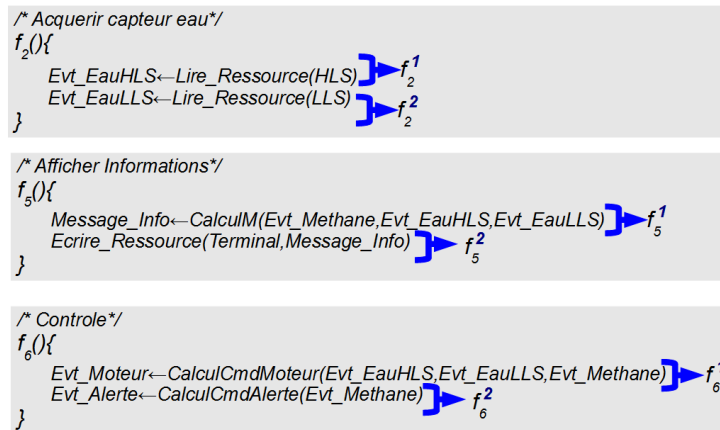 /* Acquerir capteur eau*/
f₂(){
Evt_EauHLS←Lire_Ressource(HLS) f₂¹
Evt_EauLLS←Lire_Ressource(LLS) f₂²
}
/* Afficher Informations*/
f₅(){
Message_Info←CalculM(Evt_Methane,Evt_EauHLS,Evt_EauLLS) f₅¹
Ecrire_Ressource(Terminal,Message_Info) f₅²
}
/* Controle*/
f₆(){
Evt_Moteur←CalculCmdMoteur(Evt_EauHLS,Evt_EauLLS,Evt_Methane) f₆¹
Evt_Alerte←CalculCmdAlerte(Evt_Methane) f₆²
}